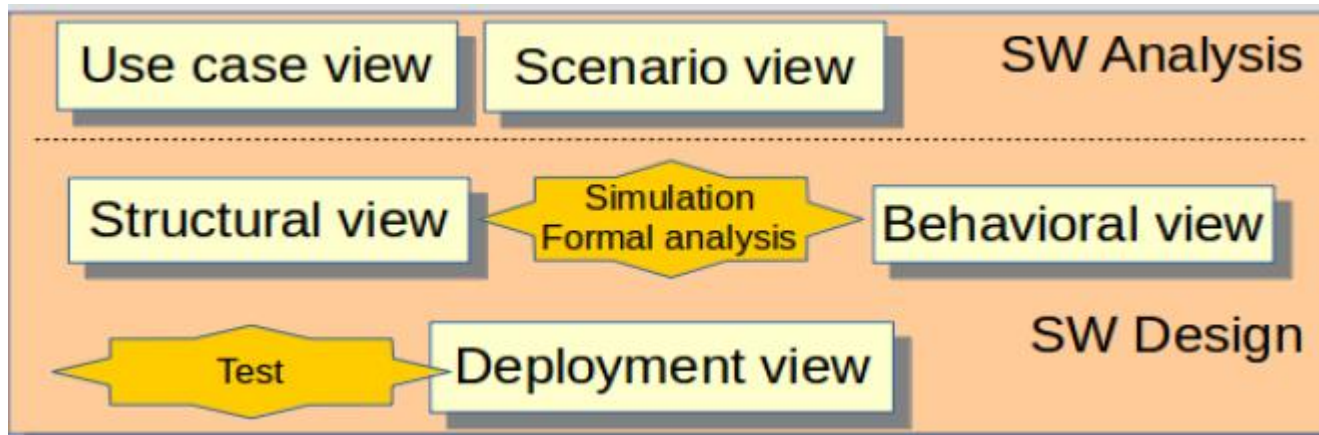 Use case view
Scenario view
SW Analysis
Structural view
Simulation
Formal analysis
Behavioral view
SW Design
Test
Deployment view